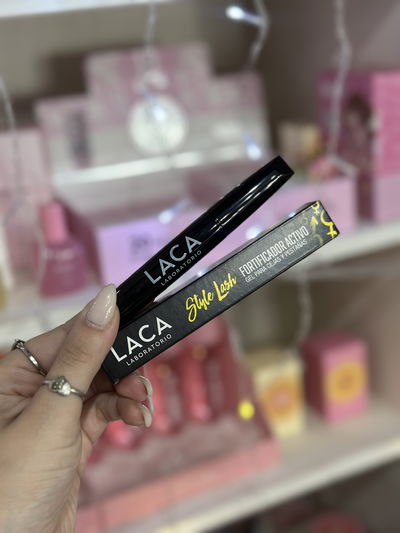 LACA
LABORATORIO
LACA
LABORATORIO
Style Lash
FORTIFICADOR ACTIVO
GEL PARA CEJAS Y PESTAÑAS